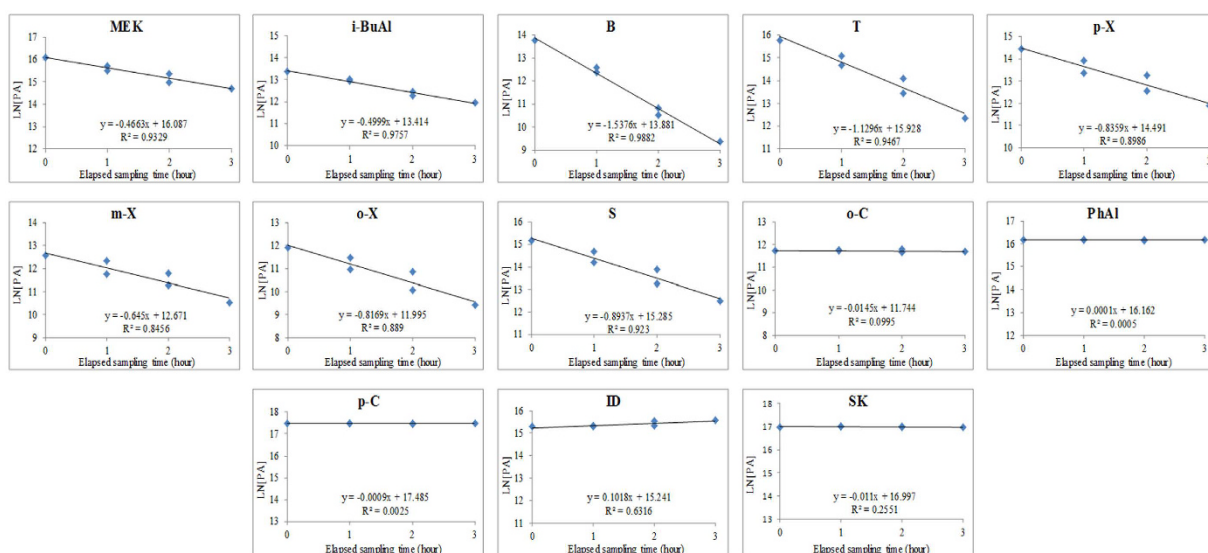 MEK
LN[PA]
17
16
15
14
13
12
y = -0.4663x + 16.087
R² = 0.9329
0 1 2 3
Elapsed sampling time (hour)
i-BuAl
LN[PA]
15
14
13
12
11
10
y = -0.4999x + 13.414
R² = 0.9757
0 1 2 3
Elapsed sampling time (hour)
B
LN[PA]
14
13
12
11
10
9
y = -1.5376x + 13.881
R² = 0.9882
0 1 2 3
Elapsed sampling time (hour)
T
LN[PA]
16
15
14
13
12
11
y = -1.1296x + 15.928
R² = 0.9467
0 1 2 3
Elapsed sampling time (hour)
p-X
LN[PA]
15
14
13
12
11
10
y = -0.8359x + 14.491
R² = 0.8986
0 1 2 3
Elapsed sampling time (hour)
m-X
LN[PA]
14
13
12
11
10
9
y = -0.645x + 12.671
R² = 0.8456
0 1 2 3
Elapsed sampling time (hour)
o-X
LN[PA]
13
12
11
10
9
8
y = -0.8169x + 11.995
R² = 0.889
0 1 2 3
Elapsed sampling time (hour)
S
LN[PA]
16
15
14
13
12
11
y = -0.8937x + 15.285
R² = 0.923
0 1 2 3
Elapsed sampling time (hour)
o-C
LN[PA]
13
12
11
10
9
8
y = -0.0145x + 11.744
R² = 0.0995
0 1 2 3
Elapsed sampling time (hour)
PhAl
LN[PA]
17
16
15
14
13
12
y = 0.0001x + 16.162
R² = 0.0005
0 1 2 3
Elapsed sampling time (hour)
p-C
LN[PA]
18
17
16
15
14
13
y = -0.0009x + 17.485
R² = 0.0025
0 1 2 3
Elapsed sampling time (hour)
ID
LN[PA]
16
15
14
13
12
11
y = 0.1018x + 15.241
R² = 0.6316
0 1 2 3
Elapsed sampling time (hour)
SK
LN[PA]
18
17
16
15
14
13
y = -0.011x + 16.997
R² = 0.2551
0 1 2 3
Elapsed sampling time (hour)